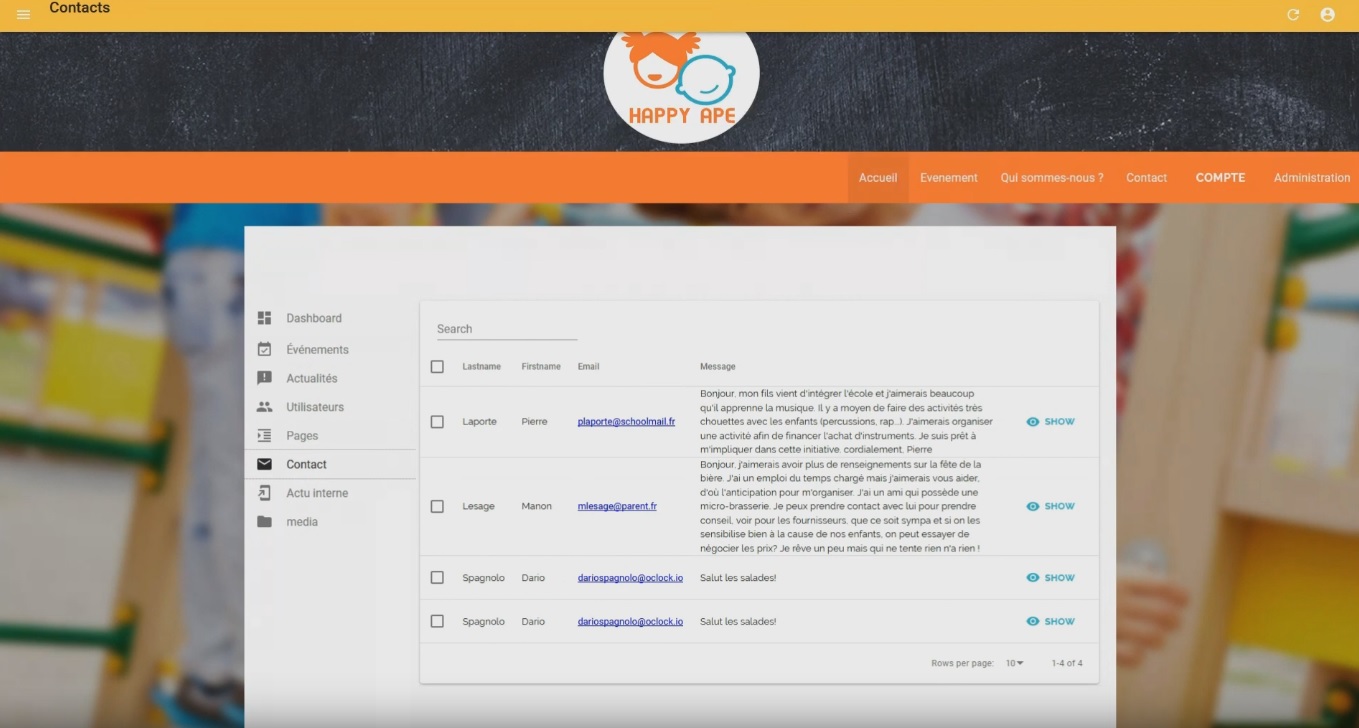 Contacts
HAPPY APE
Accueil Evenement Qui sommes-nous ? Contact COMPTE Administration
Dashboard
Événements
Actualités
Utilisateurs
Pages
Contact
Actu interne
media
Search
Lastname Firstname Email Message
Laporte Pierre plaporte@schoolmail.fr
Bonjour, mon fils vient d'intégrer l'école et j'aimerais beaucoup
qu'il apprenne la musique. Il y a moyen de faire des activités très
chouettes avec les enfants (percussions, rap...). J'aimerais organiser
une activité afin de financer l'achat d'instruments. Je suis prêt à
m'impliquer dans cette initiative. cordialement, Pierre
SHOW
Lesage Manon mlesage@parent.fr
Bonjour, j'aimerais avoir plus de renseignements sur la fête de la
bière. J'ai un emploi du temps chargé mais j'aimerais vous aider,
d'où l'anticipation pour m'organiser. J'ai un ami qui possède une
micro-brasserie. Je peux prendre contact avec lui pour prendre
conseil, voir pour les fournisseurs. que ce soit sympa et si on les
sensibilise bien à la cause de nos enfants, on peut essayer de
négocier les prix? Je rêve un peu mais qui ne tente rien n'a rien !
SHOW
Spagnolo Dario dariospagnolo@oclock.io Salut les salades! SHOW
Spagnolo Dario dariospagnolo@oclock.io Salut les salades! SHOW
Rows per page: 10 1-4 of 4